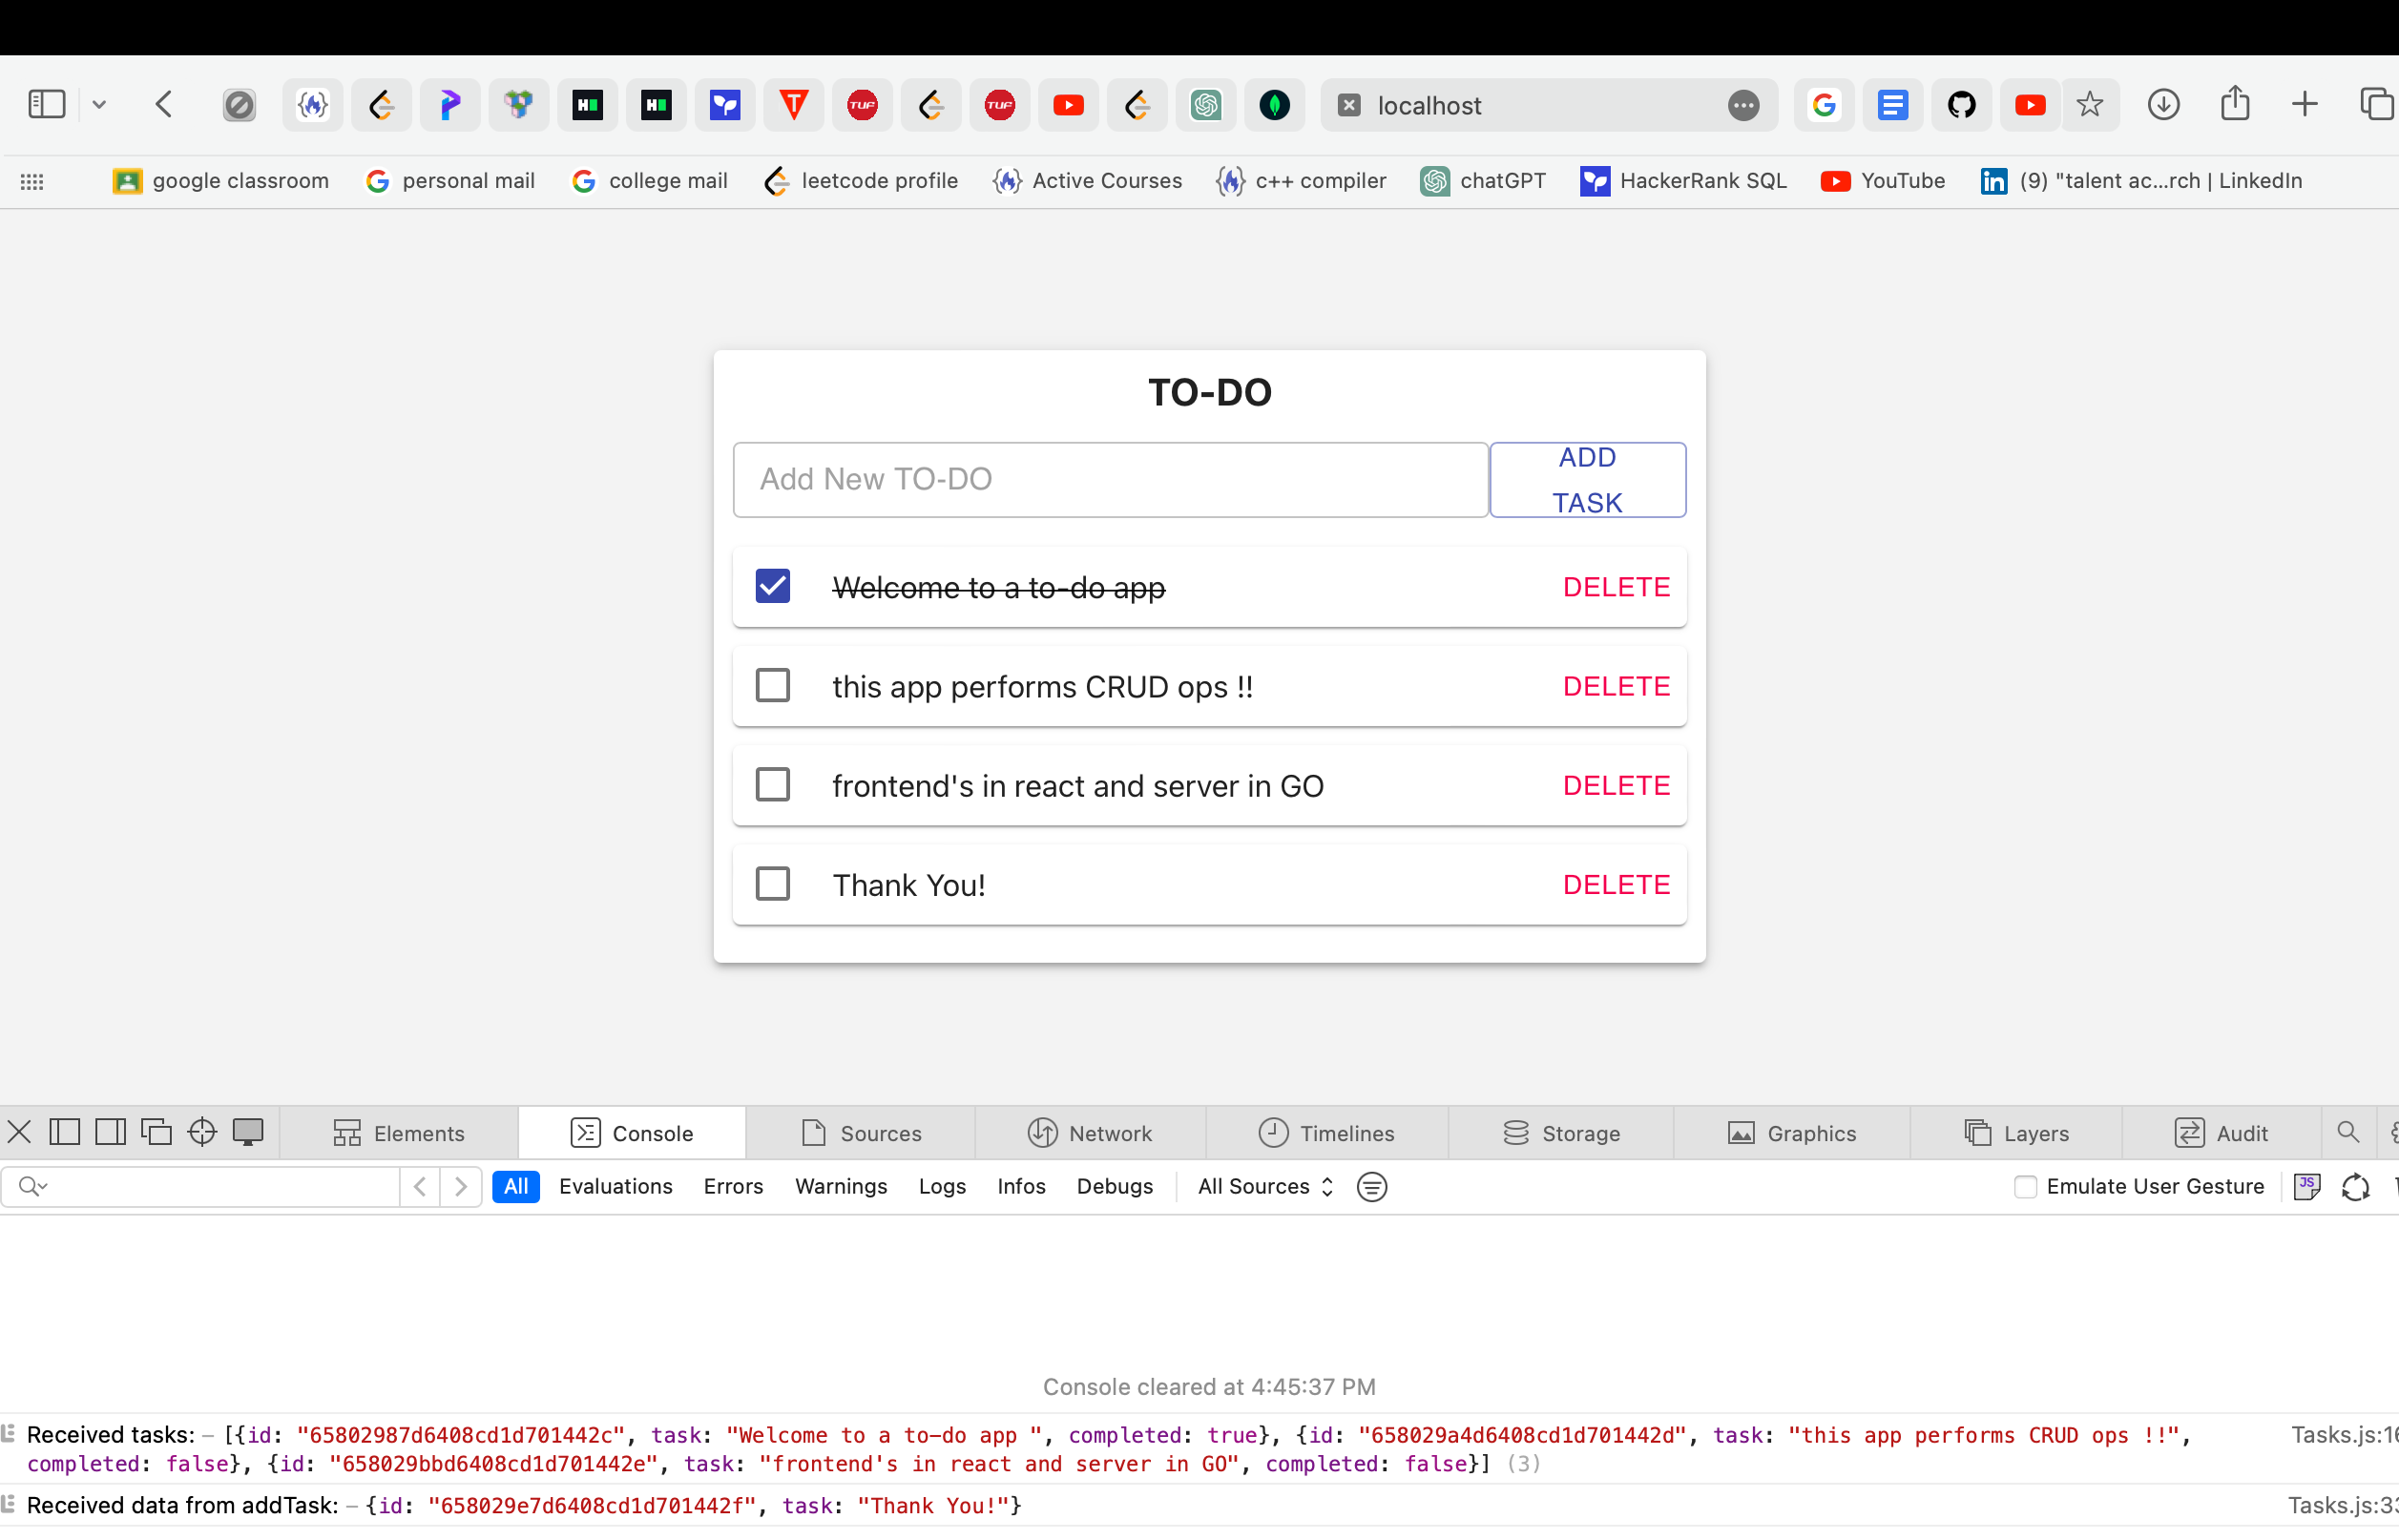 localhost
google classroom personal mail college mail leetcode profile Active Courses c++ compiler chatGPT HackerRank SQL YouTube (9) "talent ac...rch | LinkedIn
TO-DO
Add New TO-DO
ADD
TASK
Welcome to a to-do app DELETE
this app performs CRUD ops !! DELETE
frontend's in react and server in GO DELETE
Thank You! DELETE
Elements Console Sources Network Timelines Storage Graphics Layers Audit
All Evaluations Errors Warnings Logs Infos Debugs All Sources Emulate User Gesture
Console cleared at 4:45:37 PM
Received tasks: – [{id: "65802987d6408cd1d701442c", task: "Welcome to a to-do app ", completed: true}, {id: "658029a4d6408cd1d701442d", task: "this app performs CRUD ops !!", Tasks.js:16
completed: false}, {id: "658029bbd6408cd1d701442e", task: "frontend's in react and server in GO", completed: false}] (3)
Received data from addTask: – {id: "658029e7d6408cd1d701442f", task: "Thank You!"} Tasks.js:33